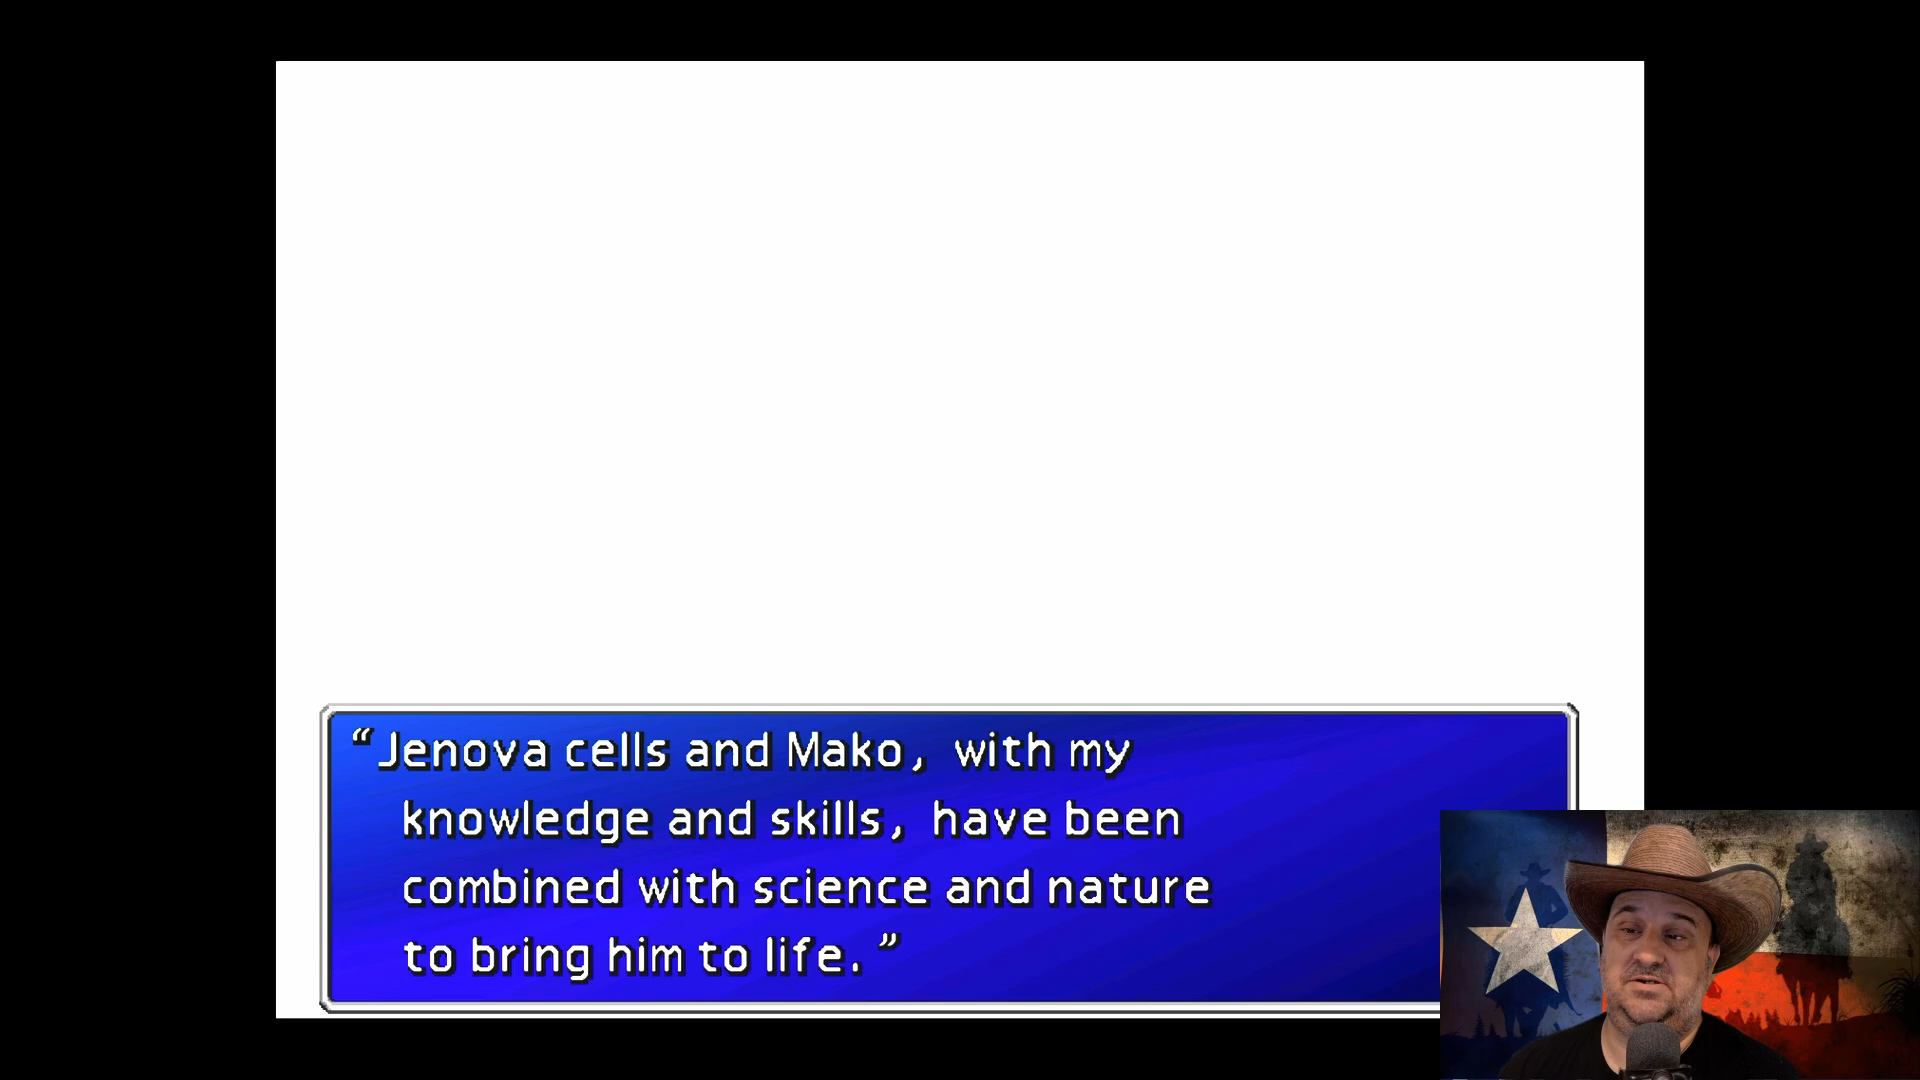 “Jenova cells and Mako, with my
knowledge and skills, have been
combined with science and nature
to bring him to life.”